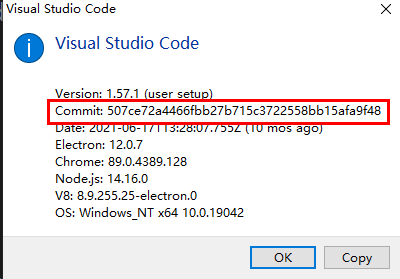 Visual Studio Code
Visual Studio Code
Version: 1.57.1 (user setup)
Commit: 507ce72a4466fbb27b715c3722558bb15afa9f48
Date: 2021-06-17T13:28:07.755Z (10 mos ago)
Electron: 12.0.7
Chrome: 89.0.4389.128
Node.js: 14.16.0
V8: 8.9.255.25-electron.0
OS: Windows_NT x64 10.0.19042
OK
Copy